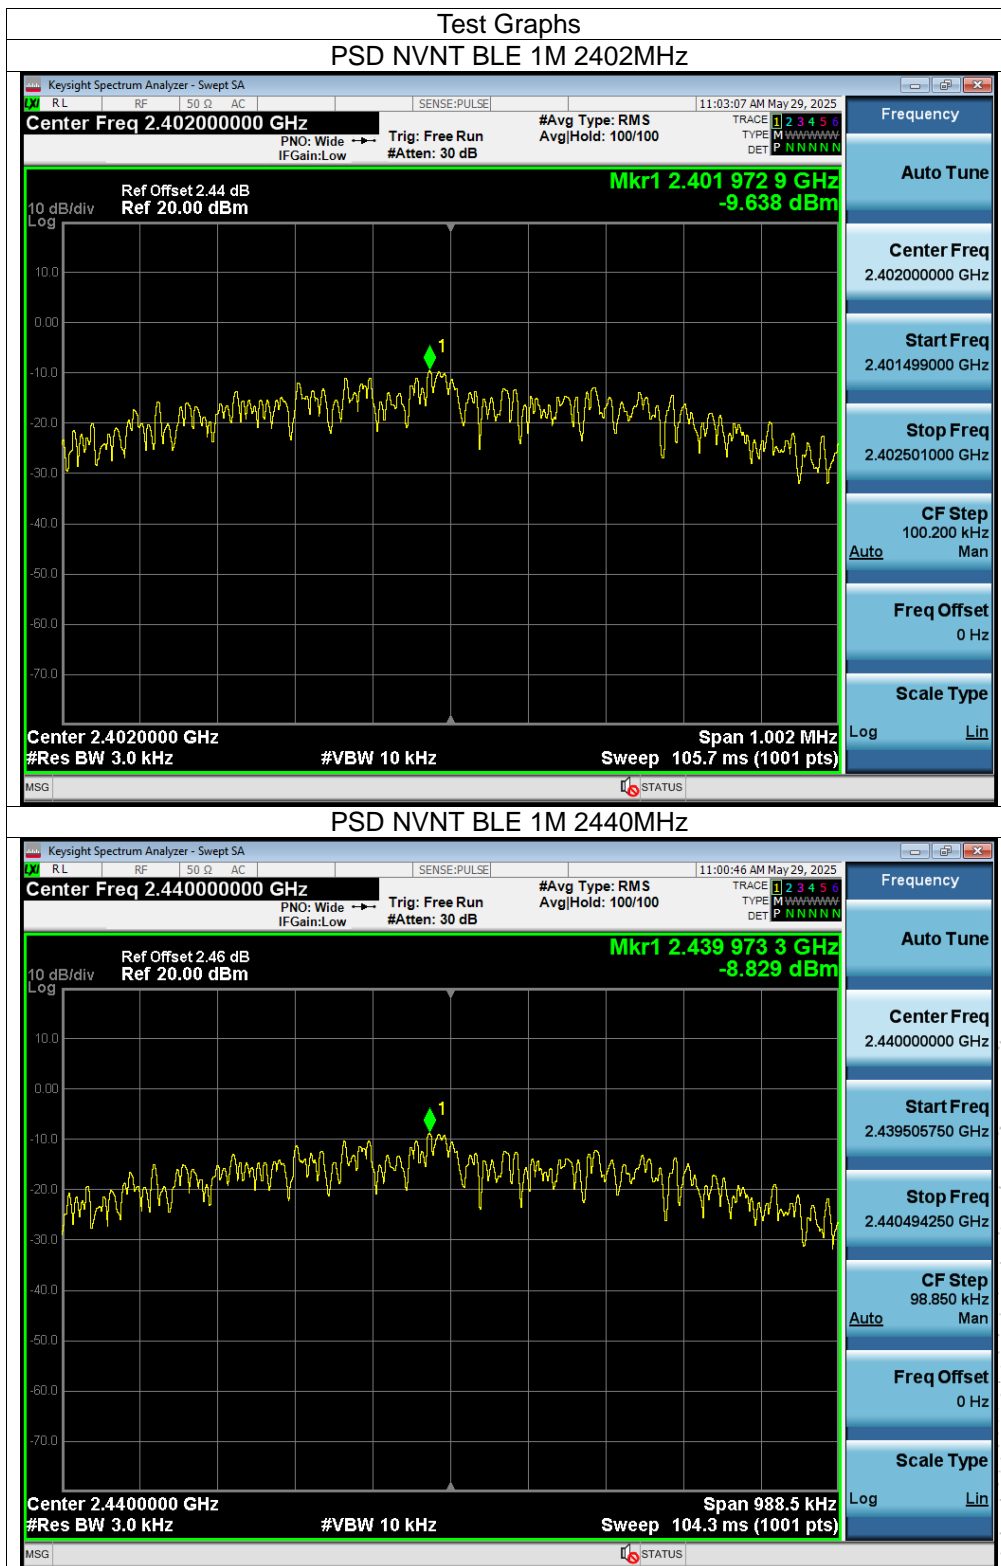 Test Graphs
PSD NVNT BLE 1M 2402MHz
Keysight Spectrum Analyzer - Swept SA
LXI RL RF 50 Ω AC SENSE:PULSE 11:03:07 AM May 29, 2025
Center Freq 2.402000000 GHz
PNO: Wide
IFGain:Low
Trig: Free Run
#Atten: 30 dB
#Avg Type: RMS
Avg|Hold: 100/100
TRACE 1 2 3 4 5 6
TYPE M WWWWW
DET P N N N N N
Frequency
Auto Tune
Ref Offset 2.44 dB
10 dB/div Ref 20.00 dBm
Log
Mkr1 2.401 972 9 GHz
-9.638 dBm
10.0
0.00
-10.0
-20.0
-30.0
-40.0
-50.0
-60.0
-70.0
1
Center 2.4020000 GHz
Span 1.002 MHz
#Res BW 3.0 kHz
#VBW 10 kHz
Sweep 105.7 ms (1001 pts)
Center Freq
2.402000000 GHz
Start Freq
2.401499000 GHz
Stop Freq
2.402501000 GHz
CF Step
100.200 kHz
Auto Man
Freq Offset
0 Hz
Scale Type
Log Lin
MSG STATUS
PSD NVNT BLE 1M 2440MHz
Keysight Spectrum Analyzer - Swept SA
LXI RL RF 50 Ω AC SENSE:PULSE 11:00:46 AM May 29, 2025
Center Freq 2.440000000 GHz
PNO: Wide
IFGain:Low
Trig: Free Run
#Atten: 30 dB
#Avg Type: RMS
Avg|Hold: 100/100
TRACE 1 2 3 4 5 6
TYPE M WWWWW
DET P N N N N N
Frequency
Auto Tune
Ref Offset 2.46 dB
10 dB/div Ref 20.00 dBm
Log
Mkr1 2.439 973 3 GHz
-8.829 dBm
10.0
0.00
-10.0
-20.0
-30.0
-40.0
-50.0
-60.0
-70.0
1
Center 2.4400000 GHz
Span 988.5 kHz
#Res BW 3.0 kHz
#VBW 10 kHz
Sweep 104.3 ms (1001 pts)
Center Freq
2.440000000 GHz
Start Freq
2.439505750 GHz
Stop Freq
2.440494250 GHz
CF Step
98.850 kHz
Auto Man
Freq Offset
0 Hz
Scale Type
Log Lin
MSG STATUS